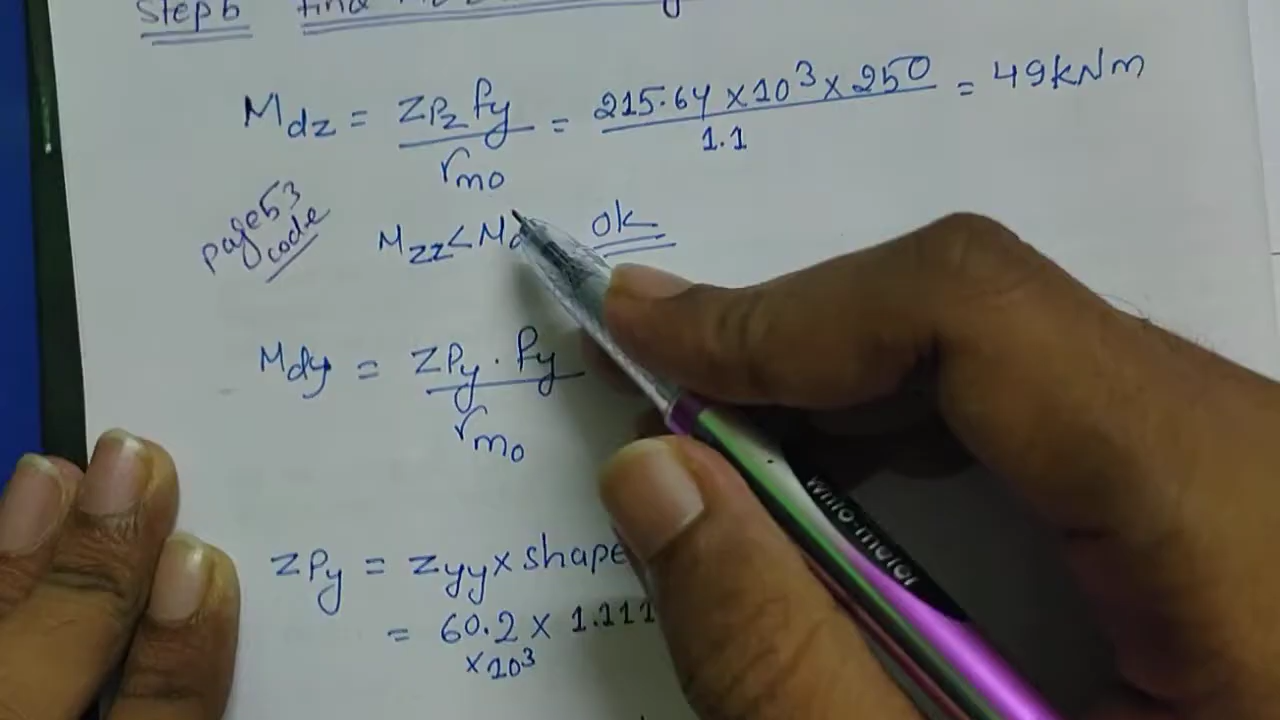 Step 6 find
Mdz = Zpz fy / γm0 = 215.64 ×10³ × 250 / 1.1 = 49 kNm
page 53
code
Mzz < Md ok
Mdy = Zpy . fy / γm0
Zpy = Zyy × shape
= 60.2 × 1.111
×10³